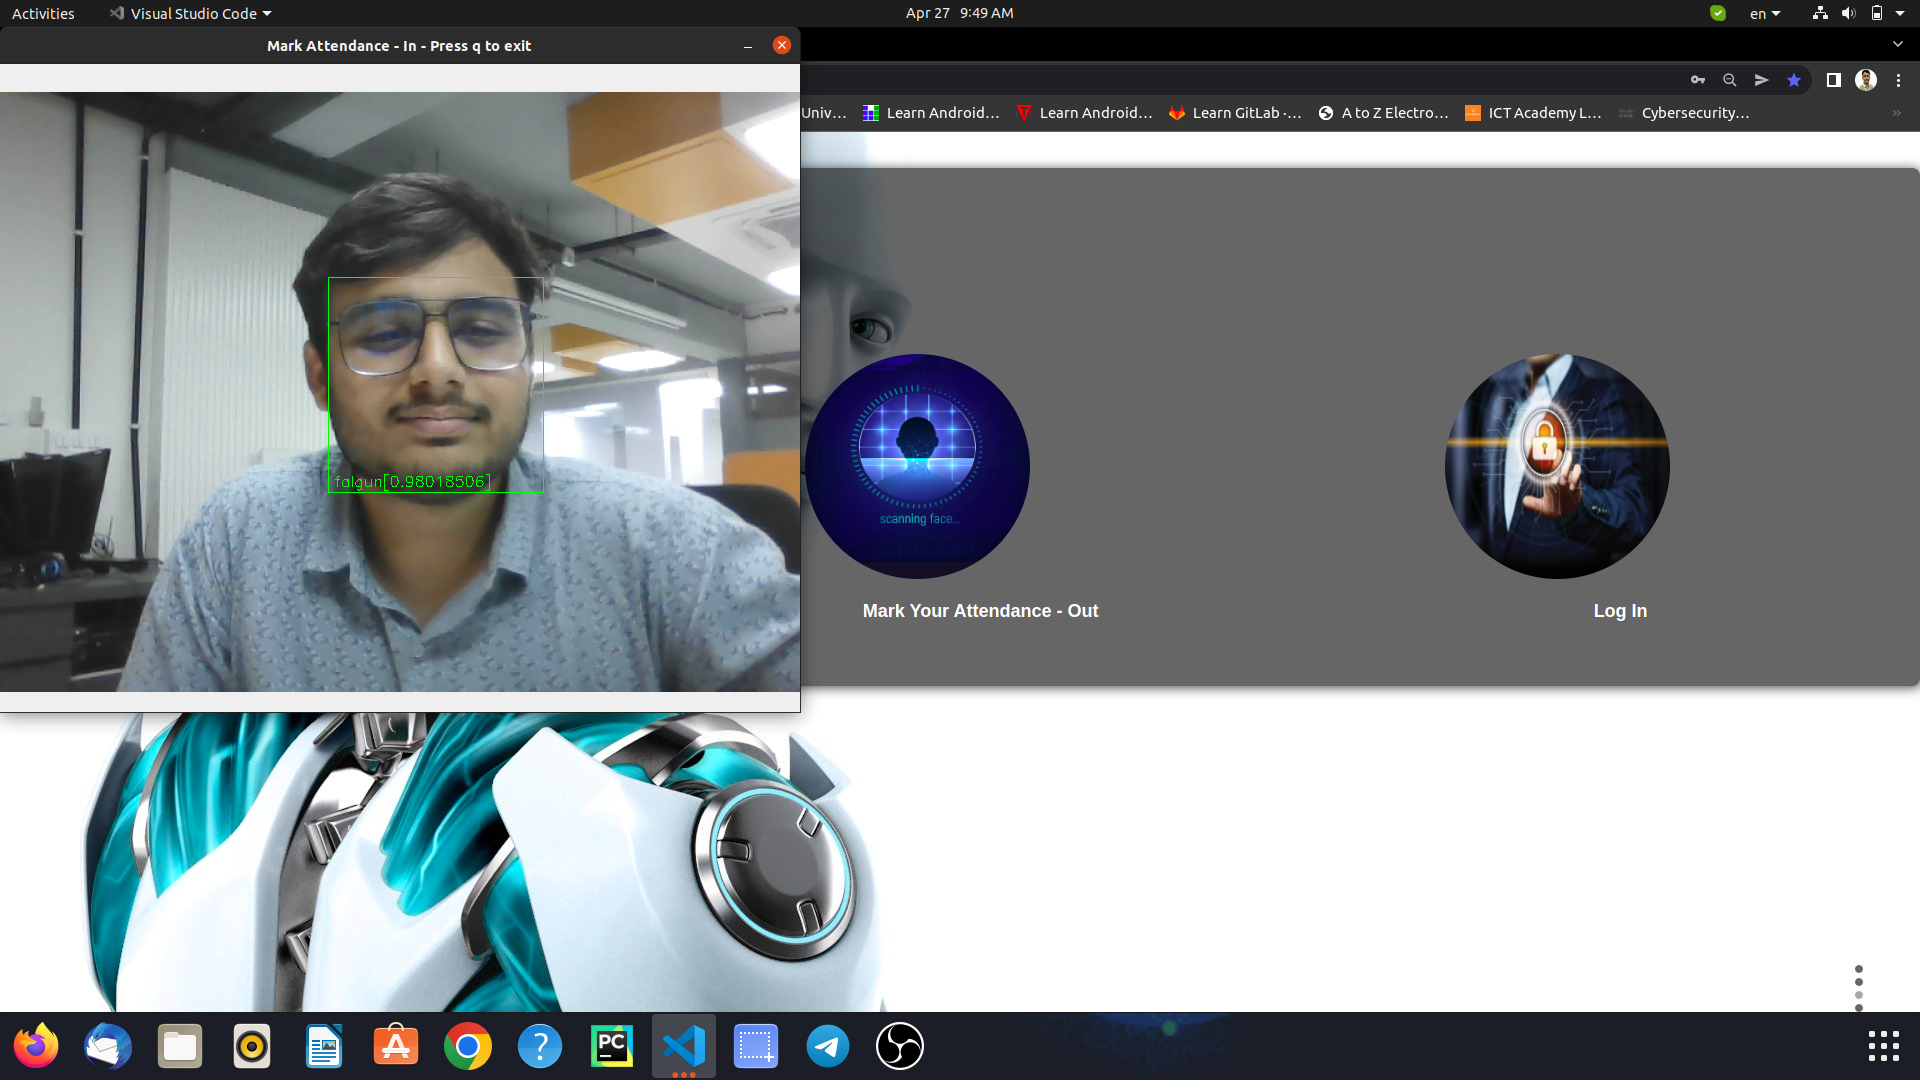 Activities
Visual Studio Code
Apr 27 9:49 AM
en
Mark Attendance - In - Press q to exit
Univ...
Learn Android...
Learn Android...
Learn GitLab ·...
A to Z Electro...
ICT Academy L...
Cybersecurity...
»
falgun[0.98018506]
scanning face...
Mark Your Attendance - Out
Log In
?
PC